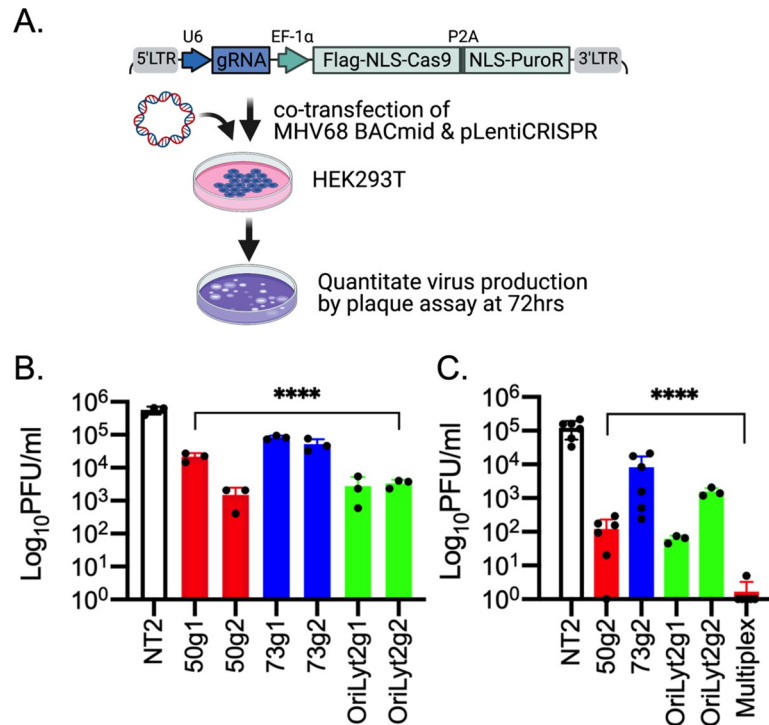 A.
U6
EF-1α
P2A
5'LTR
gRNA
Flag-NLS-Cas9
NLS-PuroR
3'LTR
co-transfection of
MHV68 BACmid & pLentiCRISPR
HEK293T
Quantitate virus production
by plaque assay at 72hrs
B.
Log10PFU/ml
10^6
10^5
10^4
10^3
10^2
10^1
10^0
****
NT2
50g1
50g2
73g1
73g2
OriLyt2g1
OriLyt2g2
C.
Log10PFU/ml
10^6
10^5
10^4
10^3
10^2
10^1
10^0
****
NT2
50g2
73g2
OriLyt2g1
OriLyt2g2
Multiplex